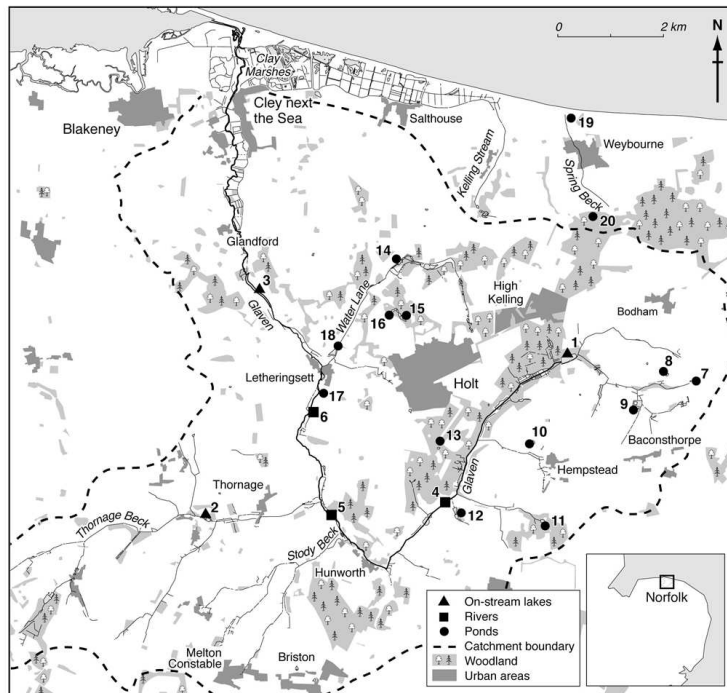 0 2 km
N
Clay
Marshes
Cley next
the Sea
Blakeney
Salthouse
Kelling Stream
19
Weybourne
Spring Beck
20
Glandford
14
3
Glaven
Water Lane
High
Kelling
Bodham
16
15
18
1
8
7
Letheringsett
Holt
17
9
6
Baconsthorpe
13
10
Glaven
Hempstead
Thornage
4
2
5
12
11
Thornage Beck
Stody Beck
Hunworth
Melton
Constable
Briston
On-stream lakes
Rivers
Ponds
Catchment boundary
Woodland
Urban areas
Norfolk